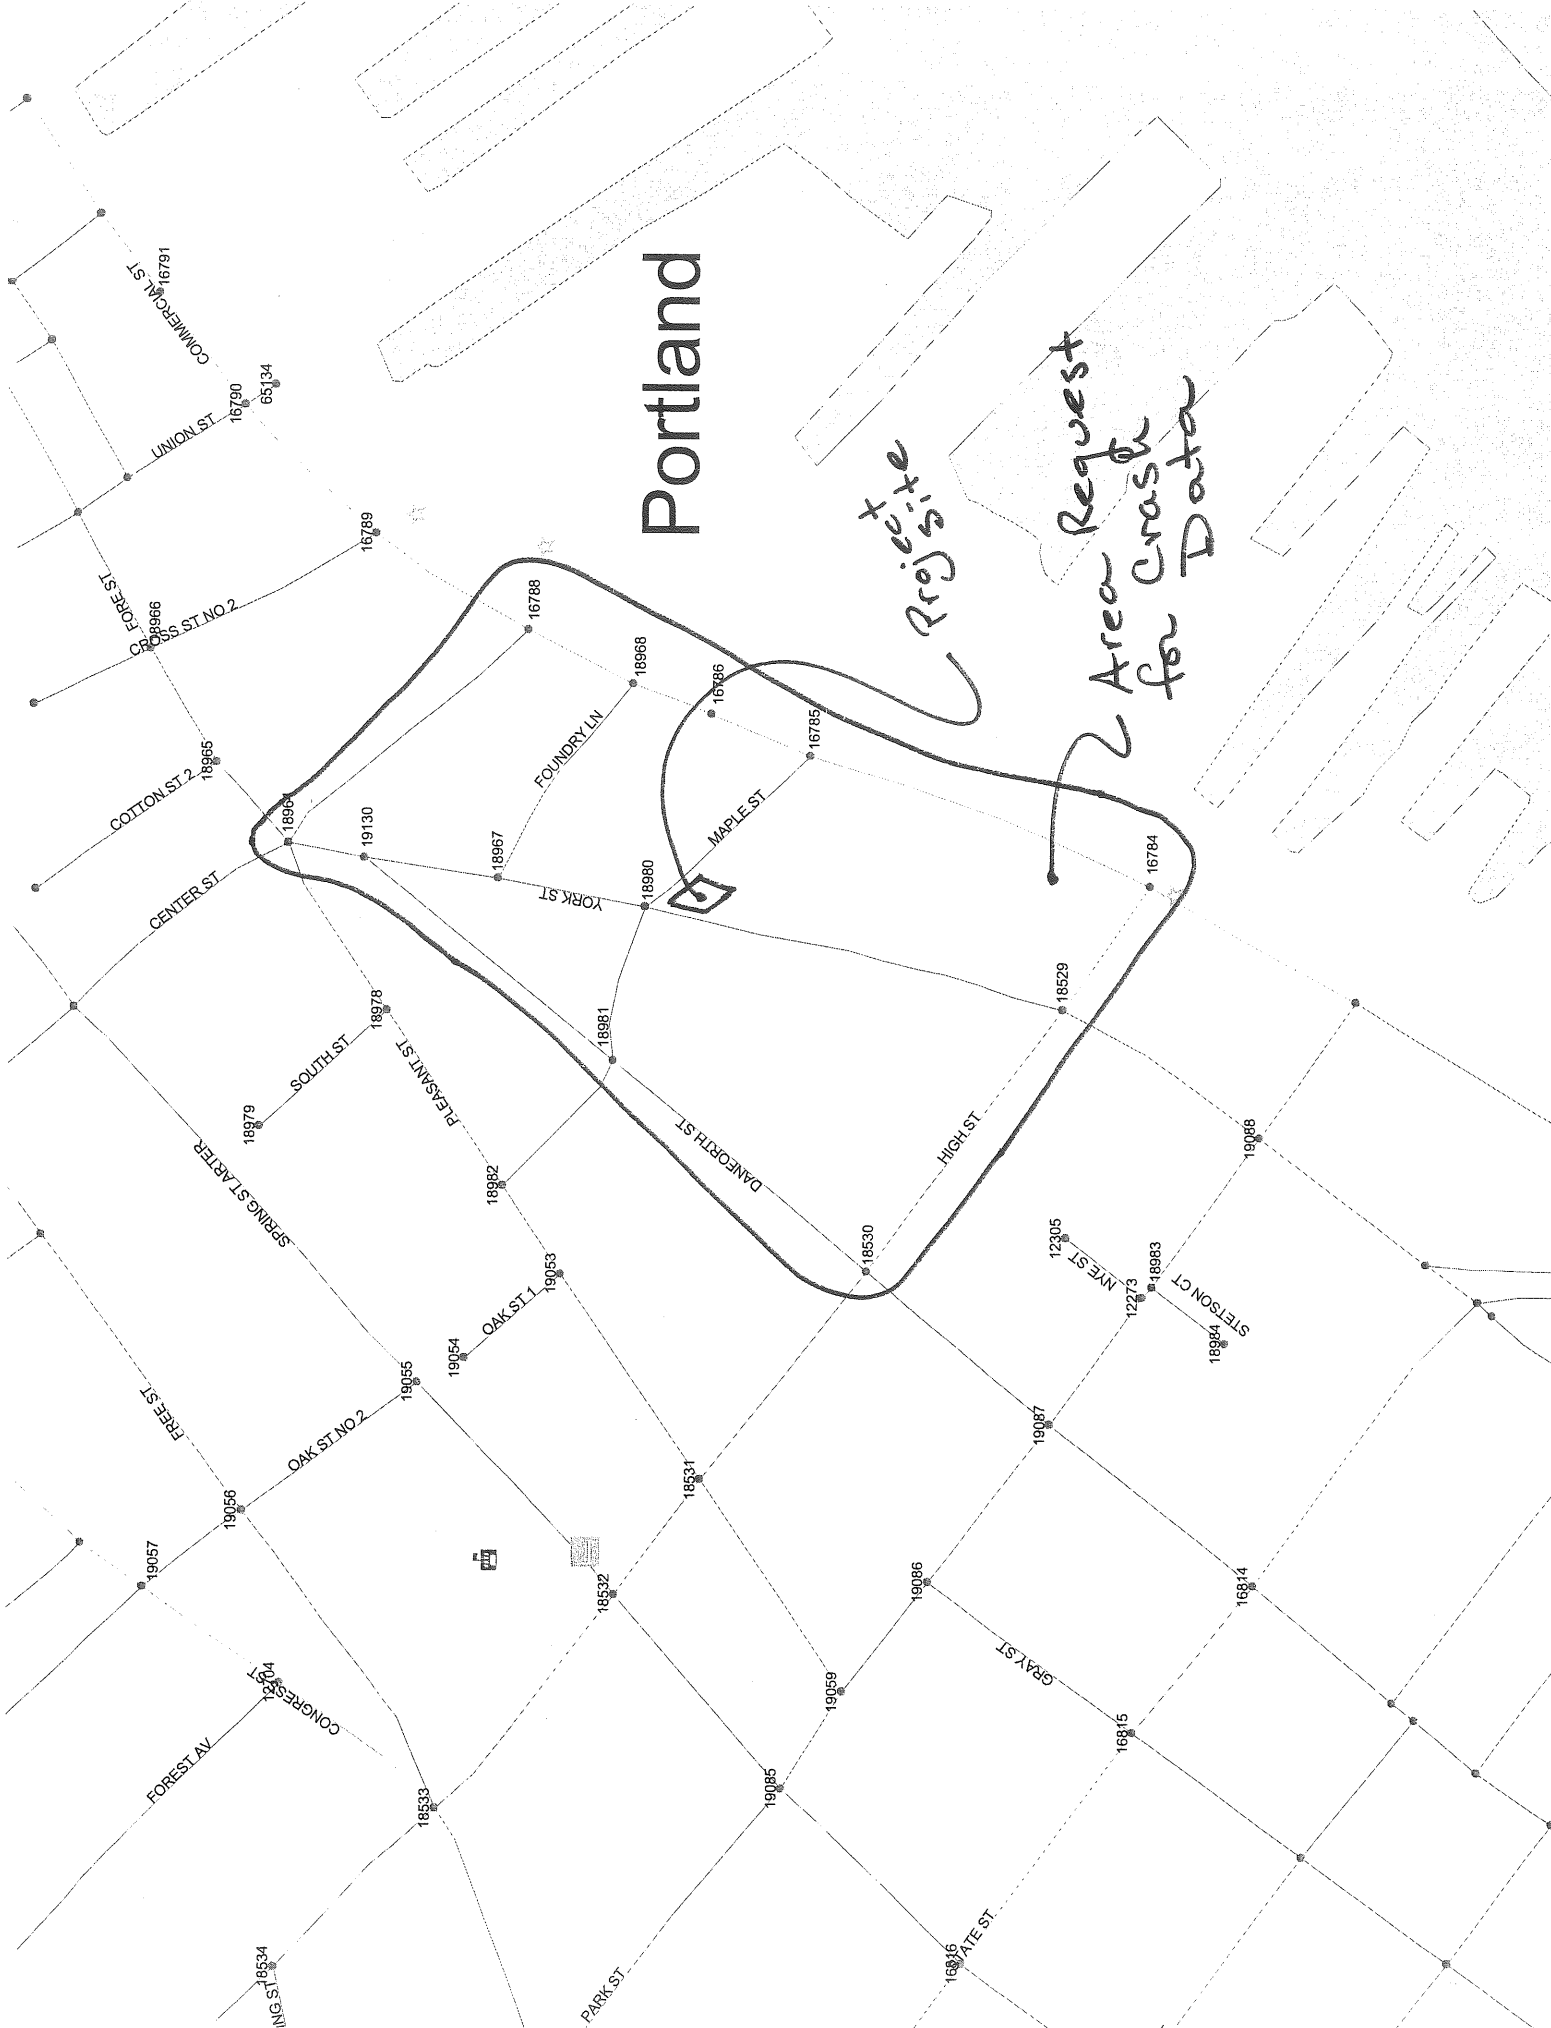 Portland
COMMERCIAL ST
16791
16790
65134
UNION ST
16789
FORE ST
18966
CROSS ST NO 2
18965
COTTON ST 2
CENTER ST
19130
16788
18968
FOUNDRY LN
18967
16786
16785
MAPLE ST
18980
YORK ST
16784
18529
18978
SOUTH ST
18979
PLEASANT ST
18981
18982
DANFORTH ST
HIGH ST
SPRING ST ARTER
19053
OAK ST 1
19054
19055
18530
12305
NYE ST
12273
18983
STETSON CT
18984
19088
FREE ST
OAK ST NO 2
19056
19057
18531
18532
19087
19086
16814
GRAY ST
19059
16815
CONGRESS ST
FOREST AV
18533
19085
18534
ING ST
PARK ST
STATE ST
Project
Site
Area Request
for Crash
Data